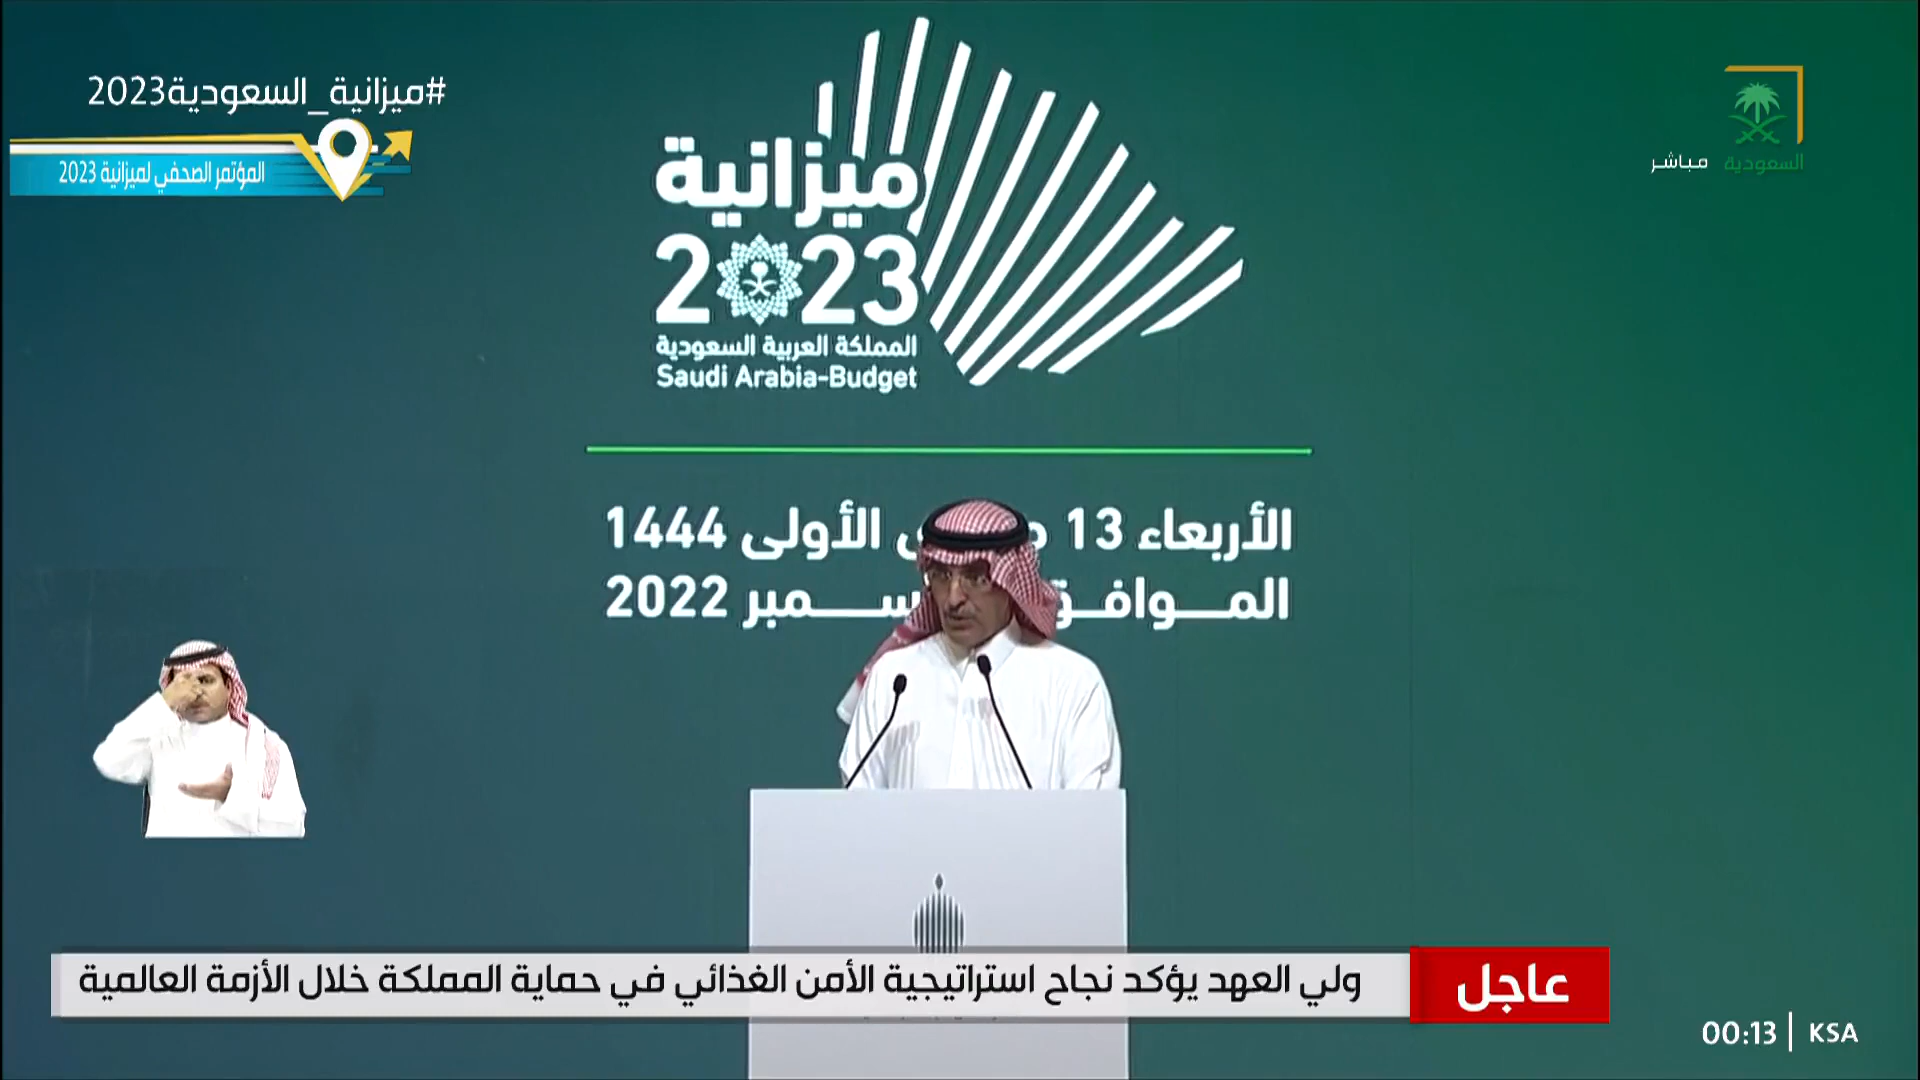 #ميزانية_السعودية2023
المؤتمر الصحفي لميزانية 2023
السعودية
مباشر
ميزانية
2023
المملكة العربية السعودية
Saudi Arabia-Budget
الأربعاء 13 الأولى 1444
2022
عاجل
ولي العهد يؤكد نجاح استراتيجية الأمن الغذائي في حماية المملكة خلال الأزمة العالمية
00:13 | KSA